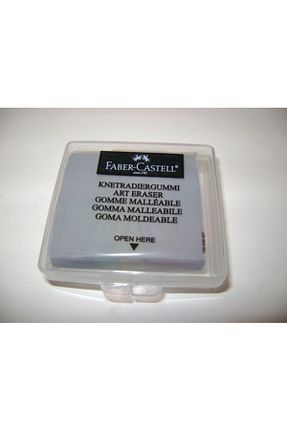 FABER-CASTELL
KNETRADIERGUMMI
ART ERASER
GOMME MALLÉABLE
GOMMA MALLEABILE
GOMA MOLDEABLE
OPEN HERE